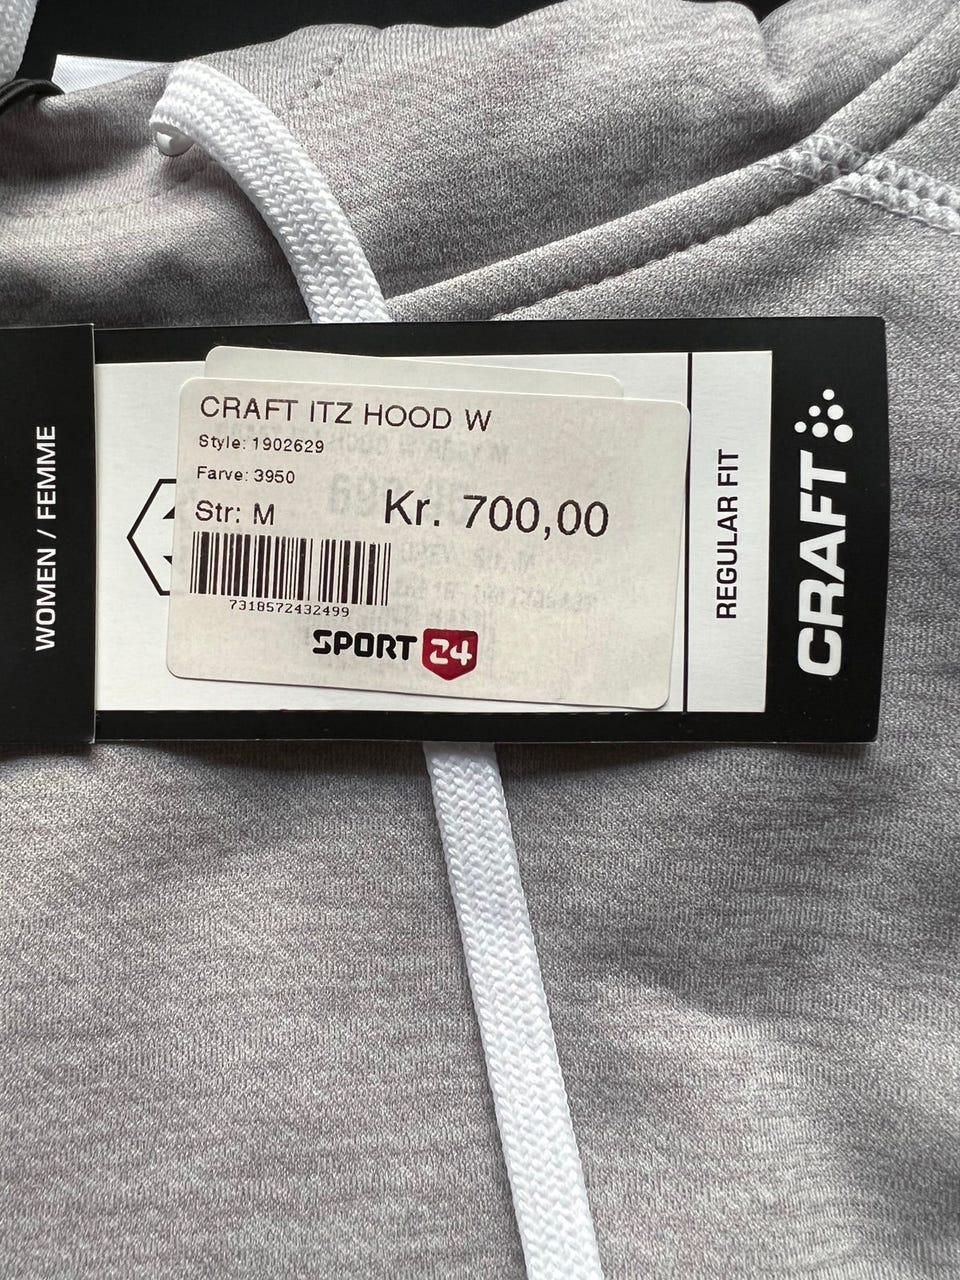 WOMEN / FEMME
CRAFT ITZ HOOD W
Style: 1902629
Farve: 3950
Str: M
Kr. 700,00
7318572432499
SPORT 24
REGULAR FIT
CRAFT